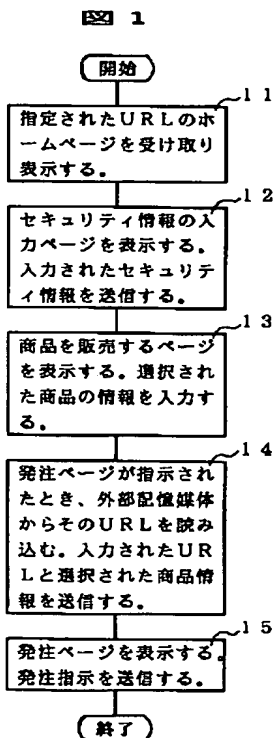 図 1
開始
11
指定されたURLのホ
ームページを受け取り
表示する。
12
セキュリティ情報の入
力ページを表示する。
入力されたセキュリテ
ィ情報を送信する。
13
商品を販売するページ
を表示する。選択され
た商品の情報を入力す
る。
14
発注ページが指示され
たとき、外部記憶媒体
からそのURLを読み
込む。入力されたUR
Lと選択された商品情
報を送信する。
15
発注ページを表示する。
発注指示を送信する。
終了